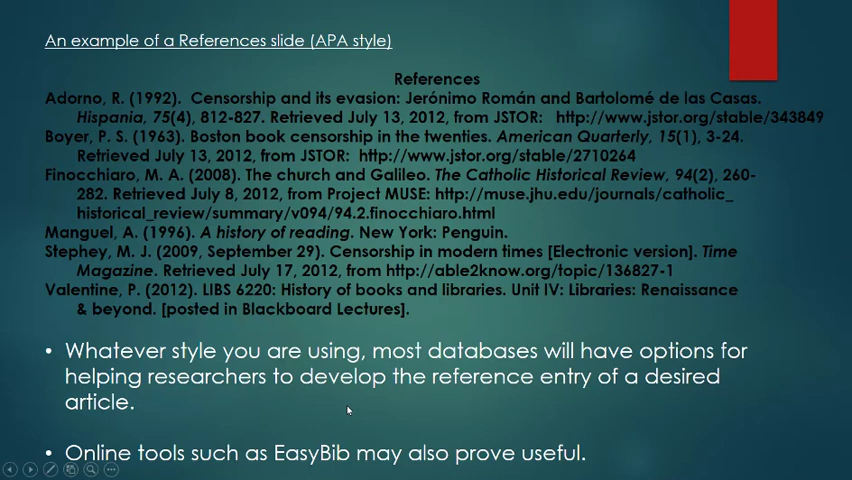 An example of a References slide (APA style)
References
Adorno, R. (1992).  Censorship and its evasion: Jerónimo Román and Bartolomé de las Casas.
Hispania, 75(4), 812-827. Retrieved July 13, 2012, from JSTOR:   http://www.jstor.org/stable/343849
Boyer, P. S. (1963). Boston book censorship in the twenties. American Quarterly, 15(1), 3-24.
Retrieved July 13, 2012, from JSTOR:  http://www.jstor.org/stable/2710264
Finocchiaro, M. A. (2008). The church and Galileo. The Catholic Historical Review, 94(2), 260-
282. Retrieved July 8, 2012, from Project MUSE: http://muse.jhu.edu/journals/catholic_
historical_review/summary/v094/94.2.finocchiaro.html
Manguel, A. (1996). A history of reading. New York: Penguin.
Stephey, M. J. (2009, September 29). Censorship in modern times [Electronic version]. Time
Magazine. Retrieved July 17, 2012, from http://able2know.org/topic/136827-1
Valentine, P. (2012). LIBS 6220: History of books and libraries. Unit IV: Libraries: Renaissance
& beyond. [posted in Blackboard Lectures].
• Whatever style you are using, most databases will have options for
helping researchers to develop the reference entry of a desired
article.
• Online tools such as EasyBib may also prove useful.